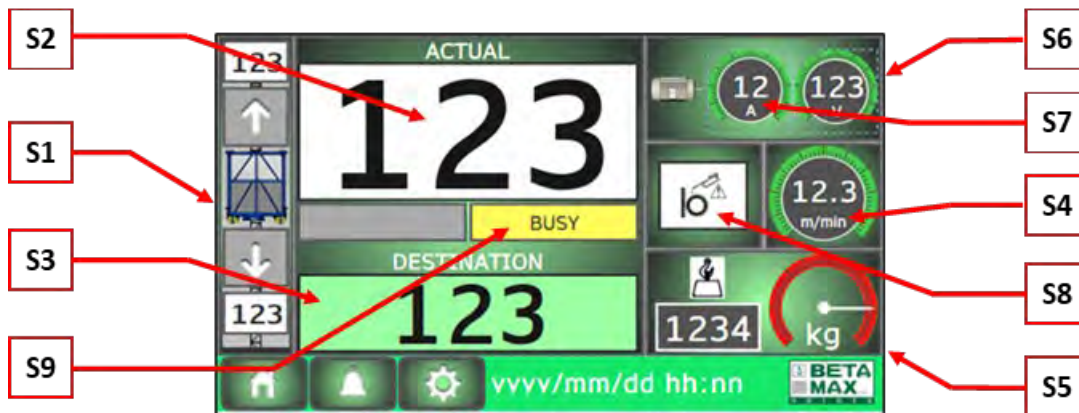 S2
S1
S3
S9
123
123
ACTUAL
123
BUSY
DESTINATION
123
12
A
123
V
12.3
m/min
1234
kg
vvvv/mm/dd hh:nn
BETA
MAX
S6
S7
S4
S8
S5